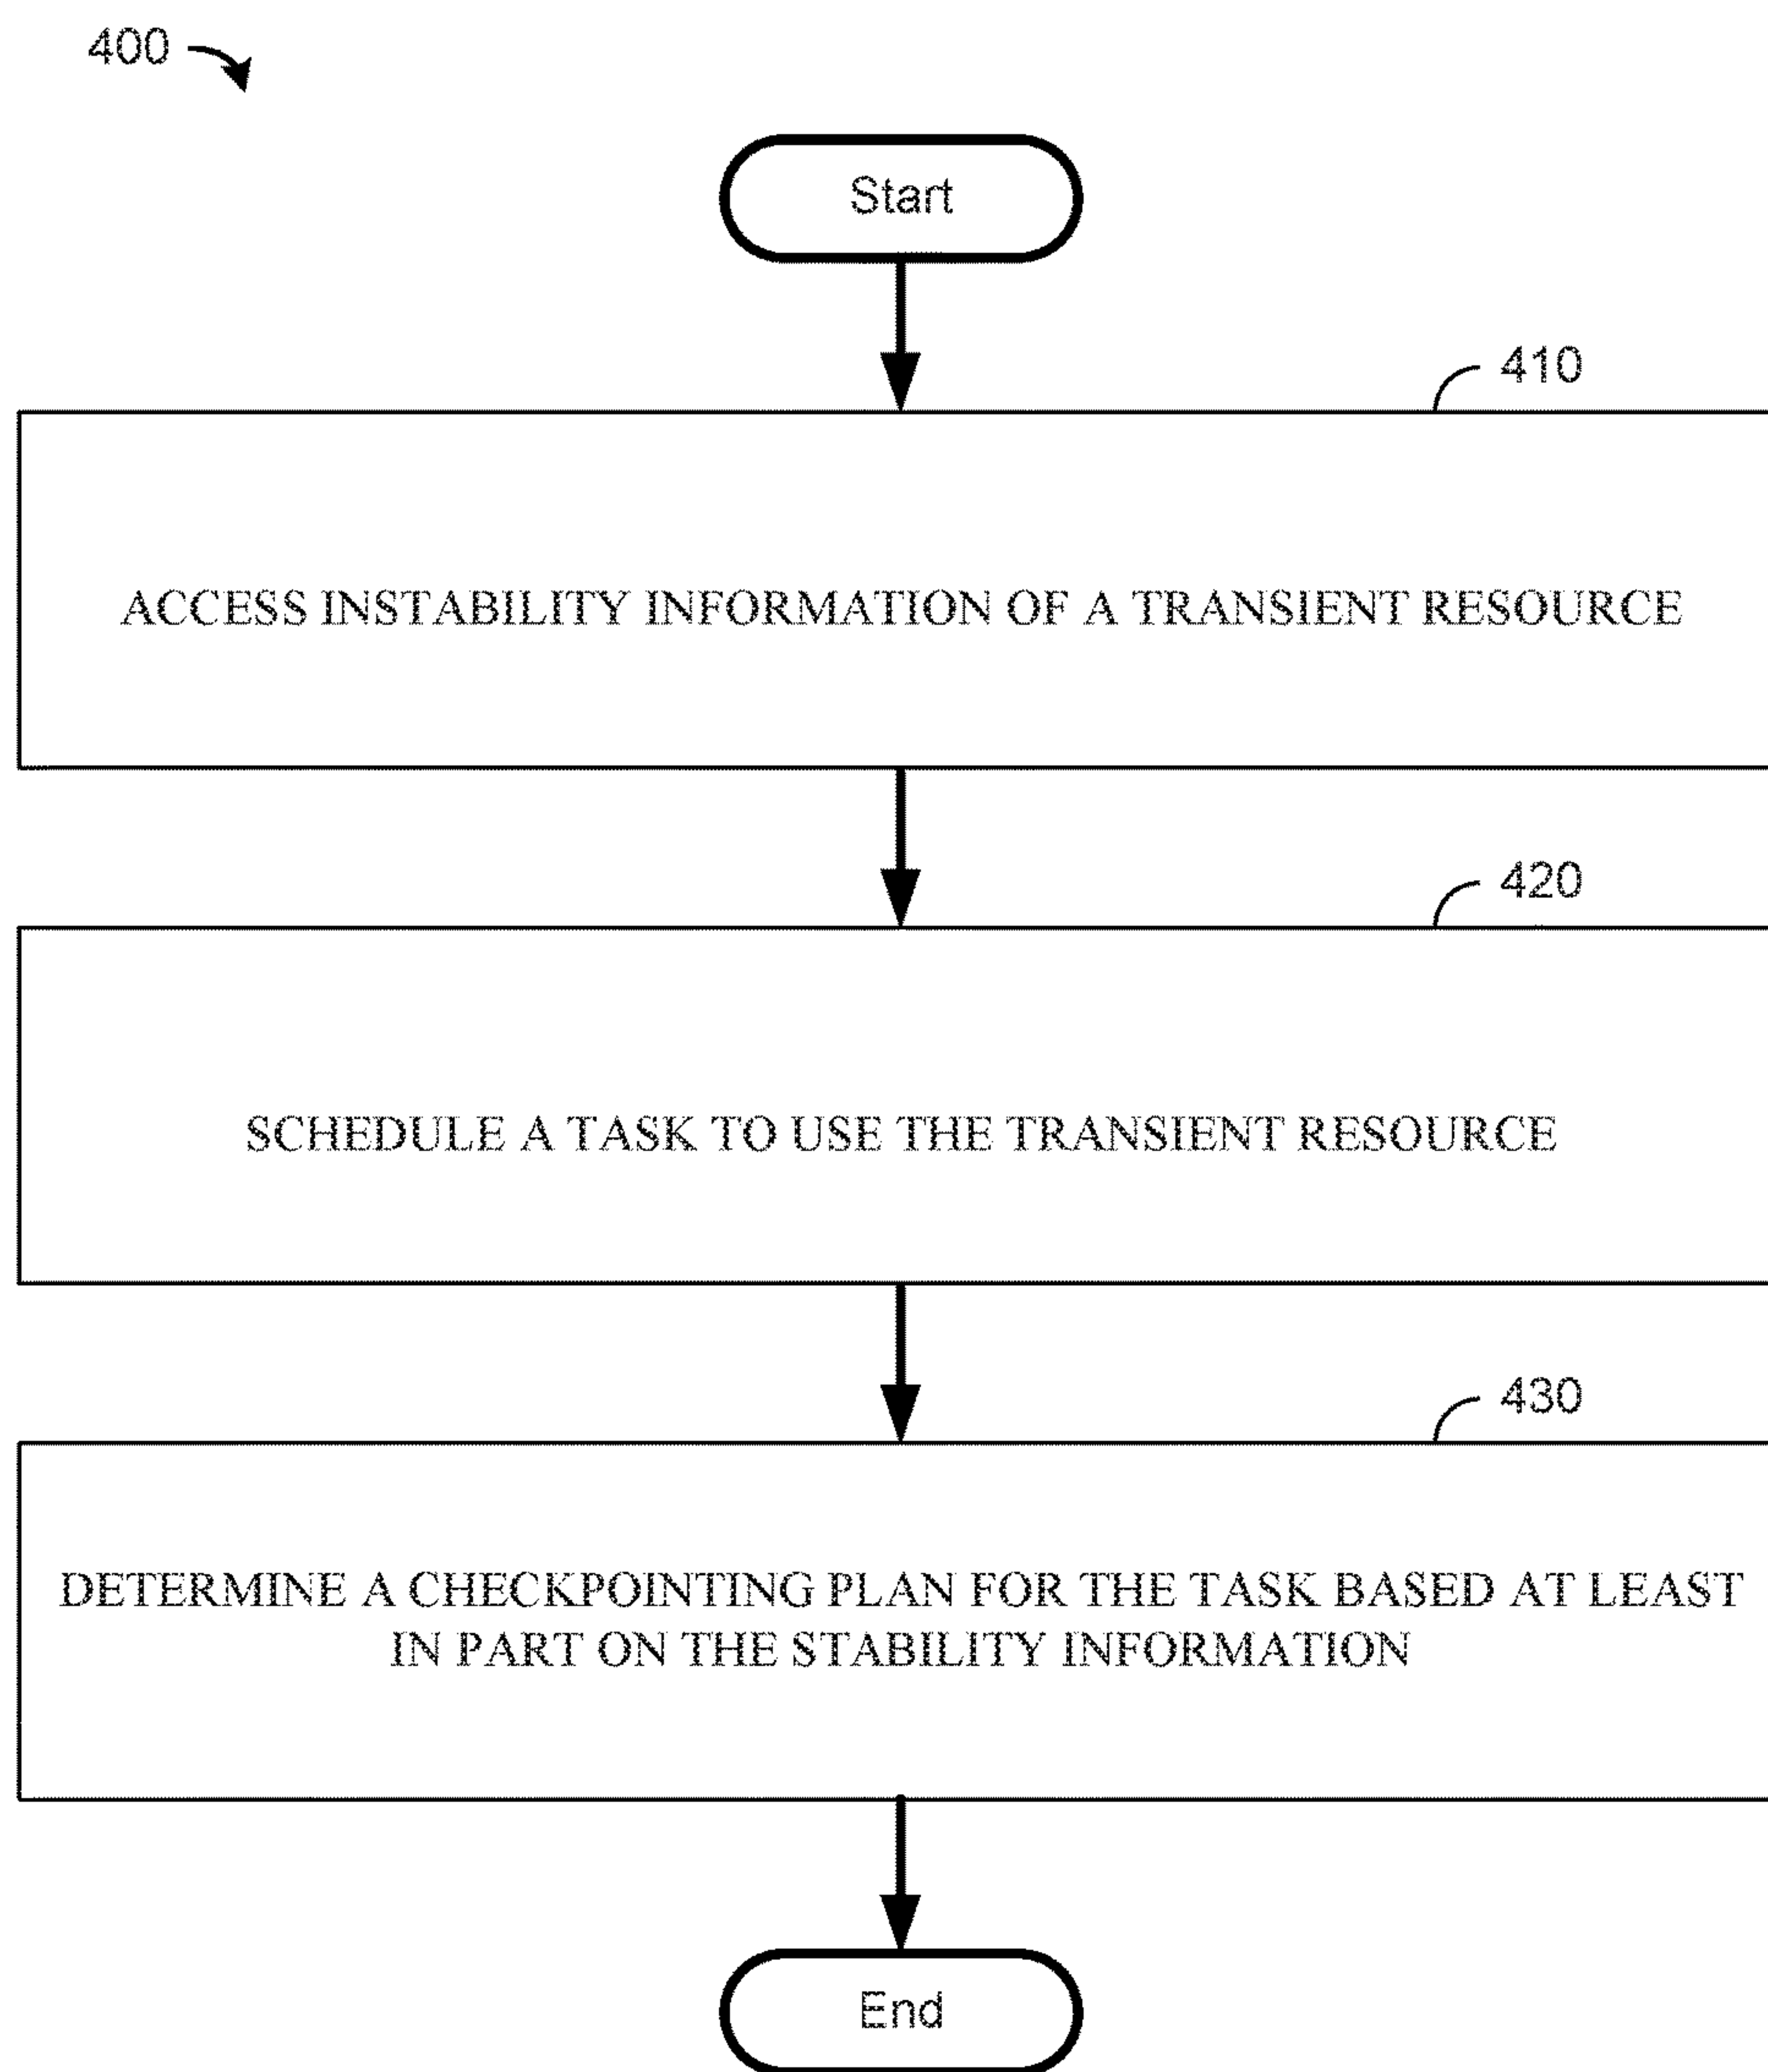 400
Start
410
ACCESS INSTABILITY INFORMATION OF A TRANSIENT RESOURCE
420
SCHEDULE A TASK TO USE THE TRANSIENT RESOURCE
430
DETERMINE A CHECKPOINTING PLAN FOR THE TASK BASED AT LEAST
IN PART ON THE STABILITY INFORMATION
End